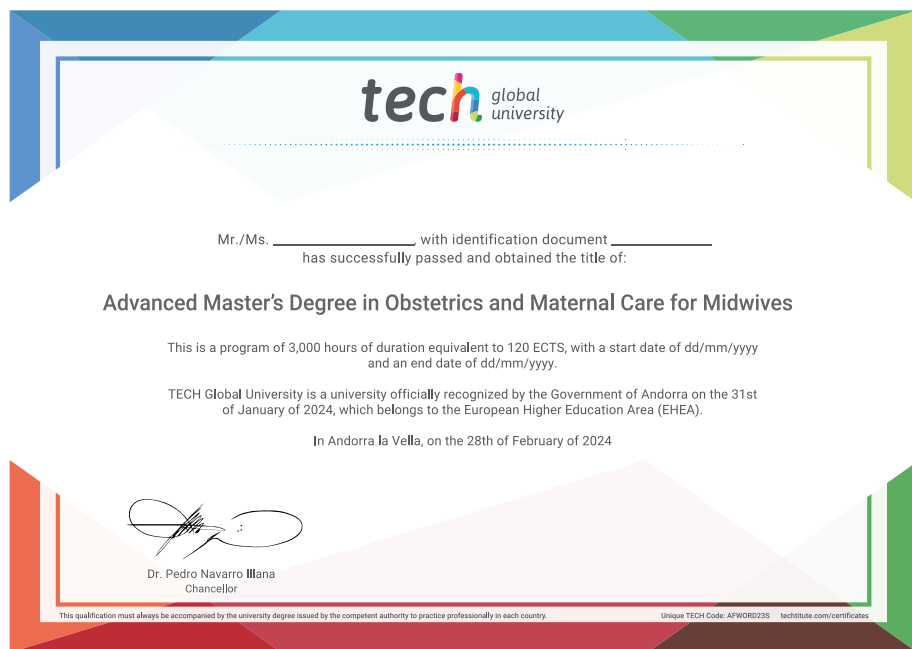 tech global university
Mr./Ms. , with identification document
has successfully passed and obtained the title of:
Advanced Master's Degree in Obstetrics and Maternal Care for Midwives
This is a program of 3,000 hours of duration equivalent to 120 ECTS, with a start date of dd/mm/yyyy
and an end date of dd/mm/yyyy.
TECH Global University is a university officially recognized by the Government of Andorra on the 31st
of January of 2024, which belongs to the European Higher Education Area (EHEA).
In Andorra la Vella, on the 28th of February of 2024
Dr. Pedro Navarro Illana
Chancellor
This qualification must always be accompanied by the university degree issued by the competent authority to practice professionally in each country.
Unique TECH Code: AFWORD23S techtitute.com/certificates